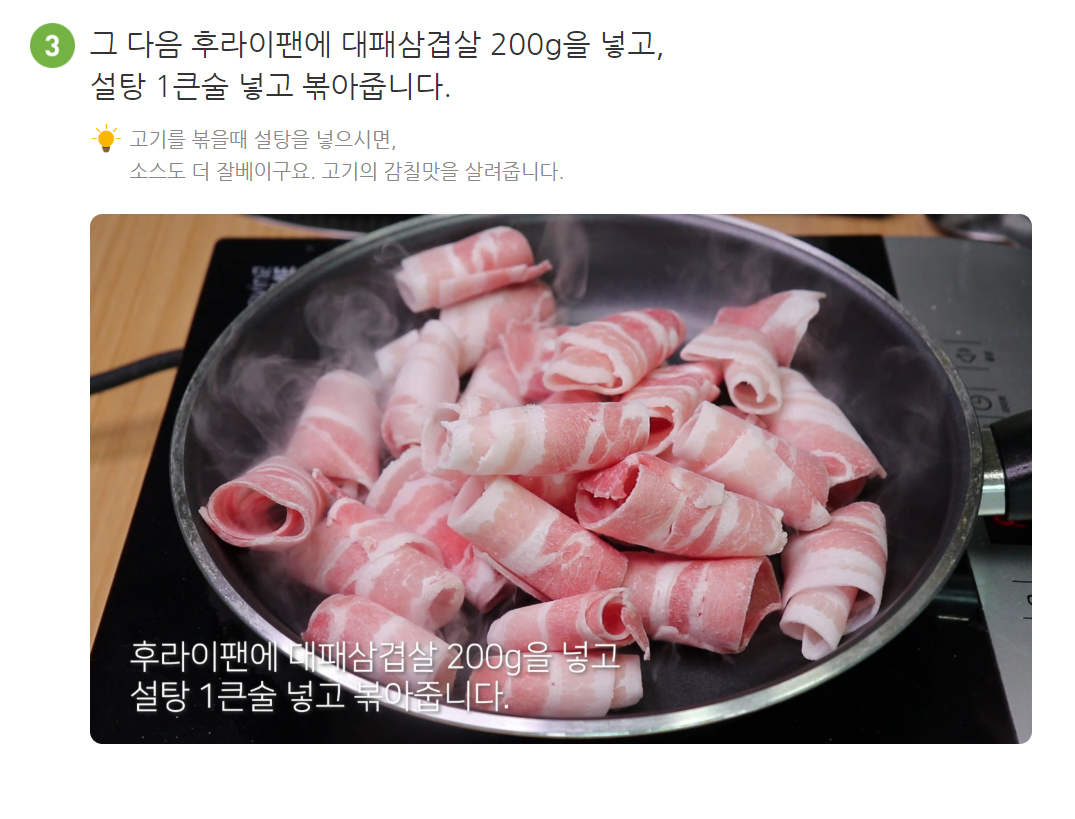 3 그 다음 후라이팬에 대패삼겹살 200g을 넣고,
설탕 1큰술 넣고 볶아줍니다.
고기를 볶을때 설탕을 넣으시면,
소스도 더 잘베이구요. 고기의 감칠맛을 살려줍니다.
후라이팬에 대패삼겹살 200g을 넣고
설탕 1큰술 넣고 볶아줍니다.